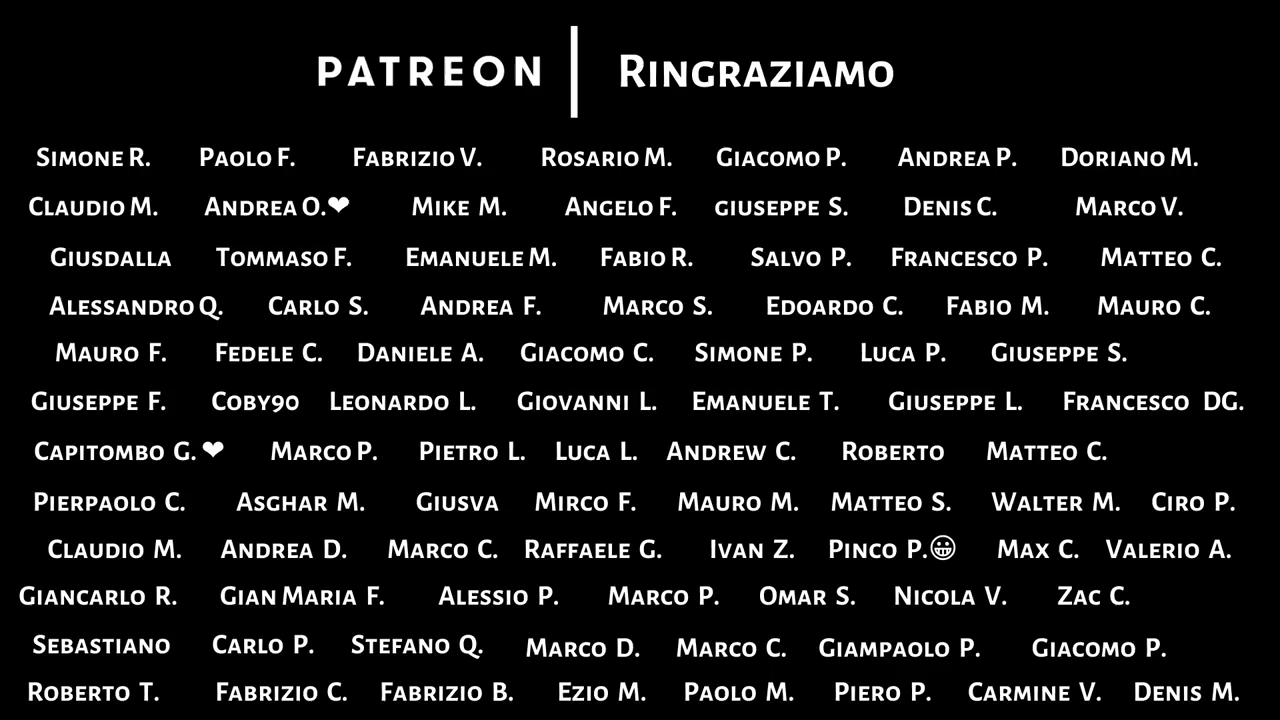 PATREON | Ringraziamo
Simone R. Paolo F. Fabrizio V. Rosario M. Giacomo P. Andrea P. Doriano M.
Claudio M. Andrea O.❤ Mike M. Angelo F. giuseppe S. Denis C. Marco V.
Giusdalla Tommaso F. Emanuele M. Fabio R. Salvo P. Francesco P. Matteo C.
Alessandro Q. Carlo S. Andrea F. Marco S. Edoardo C. Fabio M. Mauro C.
Mauro F. Fedele C. Daniele A. Giacomo C. Simone P. Luca P. Giuseppe S.
Giuseppe F. Coby90 Leonardo L. Giovanni L. Emanuele T. Giuseppe L. Francesco DG.
Capitombo G. ❤ Marco P. Pietro L. Luca L. Andrew C. Roberto Matteo C.
Pierpaolo C. Asghar M. Giusva Mirco F. Mauro M. Matteo S. Walter M. Ciro P.
Claudio M. Andrea D. Marco C. Raffaele G. Ivan Z. Pinco P.😀 Max C. Valerio A.
Giancarlo R. Gian Maria F. Alessio P. Marco P. Omar S. Nicola V. Zac C.
Sebastiano Carlo P. Stefano Q. Marco D. Marco C. Giampaolo P. Giacomo P.
Roberto T. Fabrizio C. Fabrizio B. Ezio M. Paolo M. Piero P. Carmine V. Denis M.